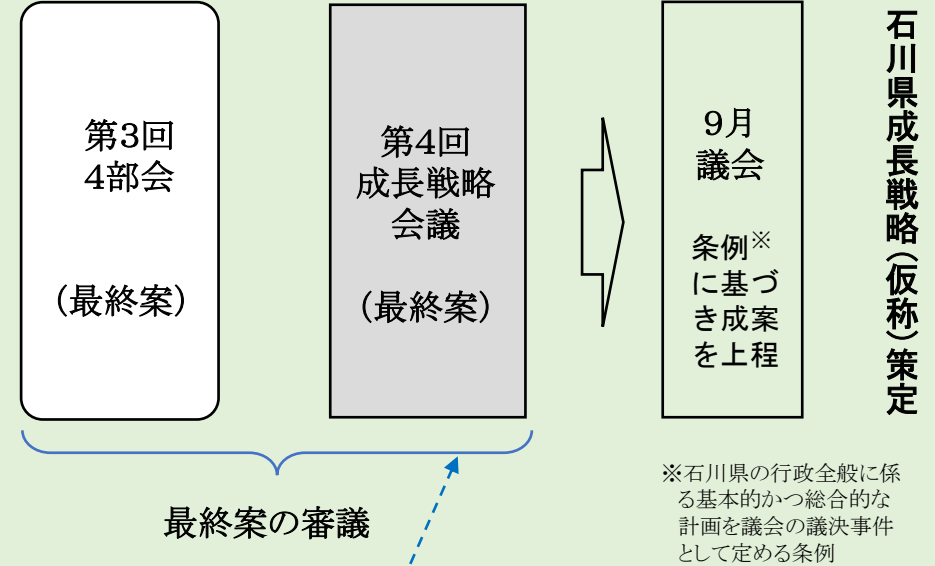 第3回
4部会
(最終案)
第4回
成長戦略
会議
(最終案)
9月
議会
条例※
に基づ
き成案
を上程
石川県成長戦略(仮称)策定
最終案の審議
※石川県の行政全般に係
る基本的かつ総合的な
計画を議会の議決事件
として定める条例